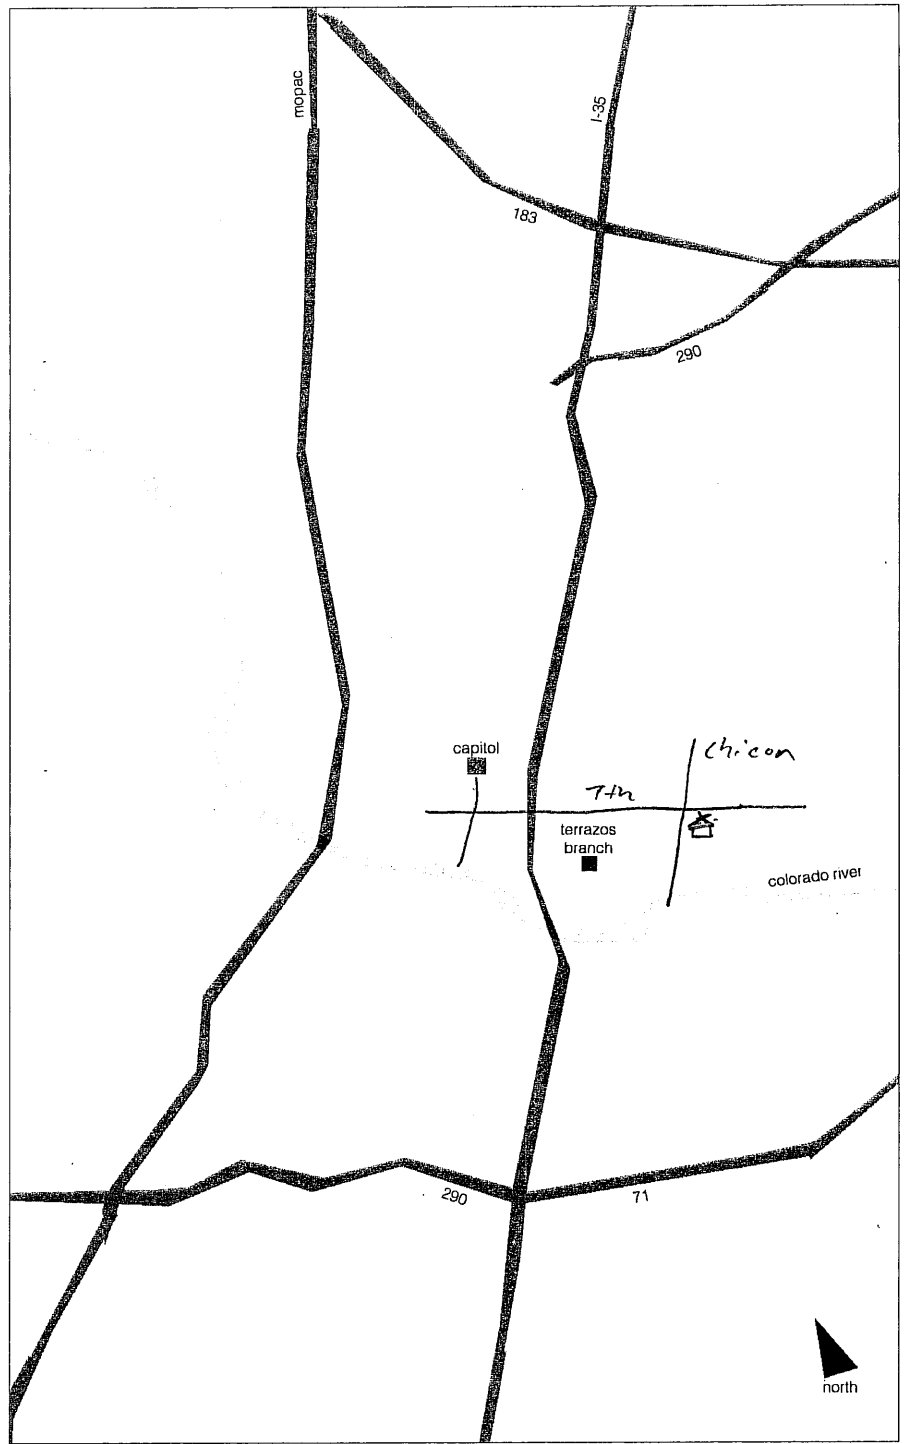 mopac
I-35
183
290
capitol
chicon
7th
terrazos
branch
colorado river
290
71
north